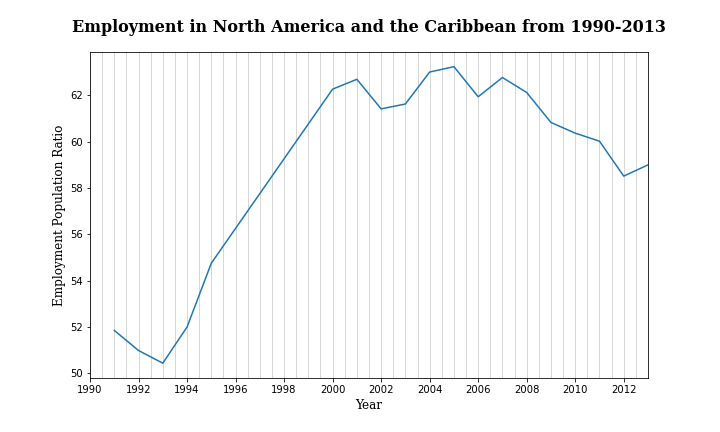 Employment in North America and the Caribbean from 1990-2013
Employment Population Ratio
62
60
58
56
54
52
50
1990 1992 1994 1996 1998 2000 2002 2004 2006 2008 2010 2012
Year